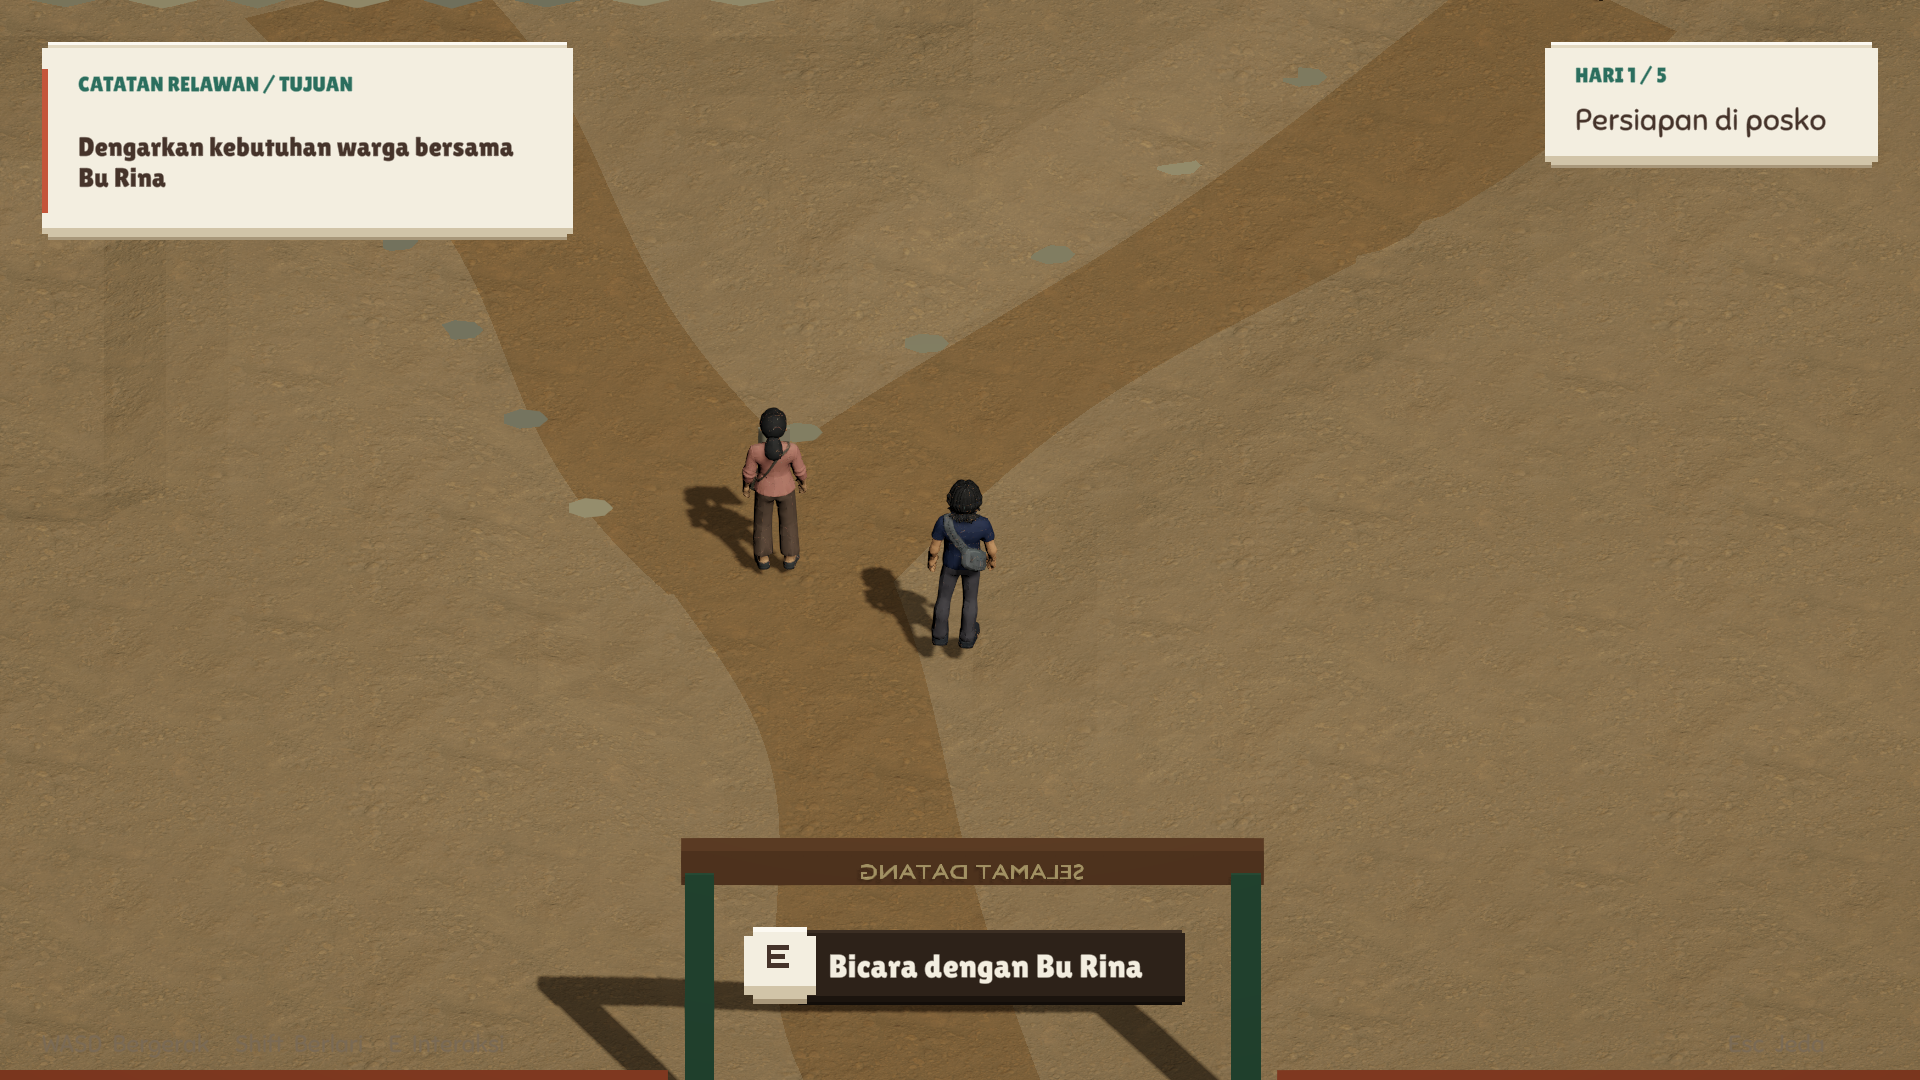 CATATAN RELAWAN / TUJUAN
Dengarkan kebutuhan warga bersama
Bu Rina
HARI 1 / 5
Persiapan di posko
SELAMAT DATANG
E
Bicara dengan Bu Rina